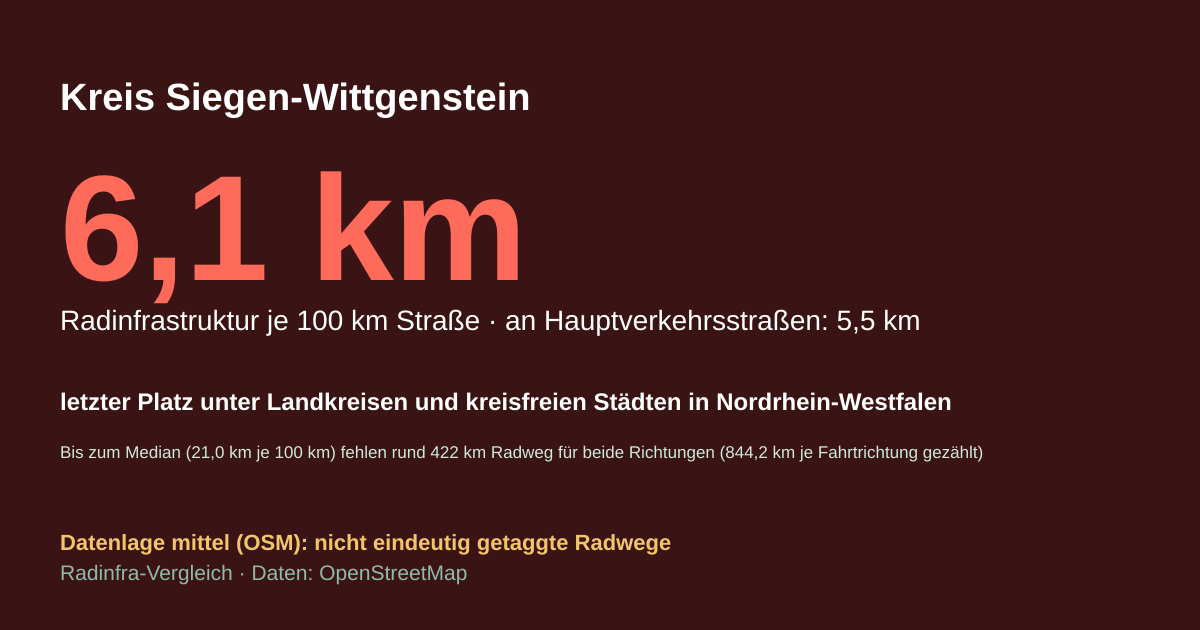 Kreis Siegen-Wittgenstein
6,1 km
Radinfrastruktur je 100 km Straße · an Hauptverkehrsstraßen: 5,5 km
letzter Platz unter Landkreisen und kreisfreien Städten in Nordrhein-Westfalen
Bis zum Median (21,0 km je 100 km) fehlen rund 422 km Radweg für beide Richtungen (844,2 km je Fahrtrichtung gezählt)
Datenlage mittel (OSM): nicht eindeutig getaggte Radwege
Radinfra-Vergleich · Daten: OpenStreetMap